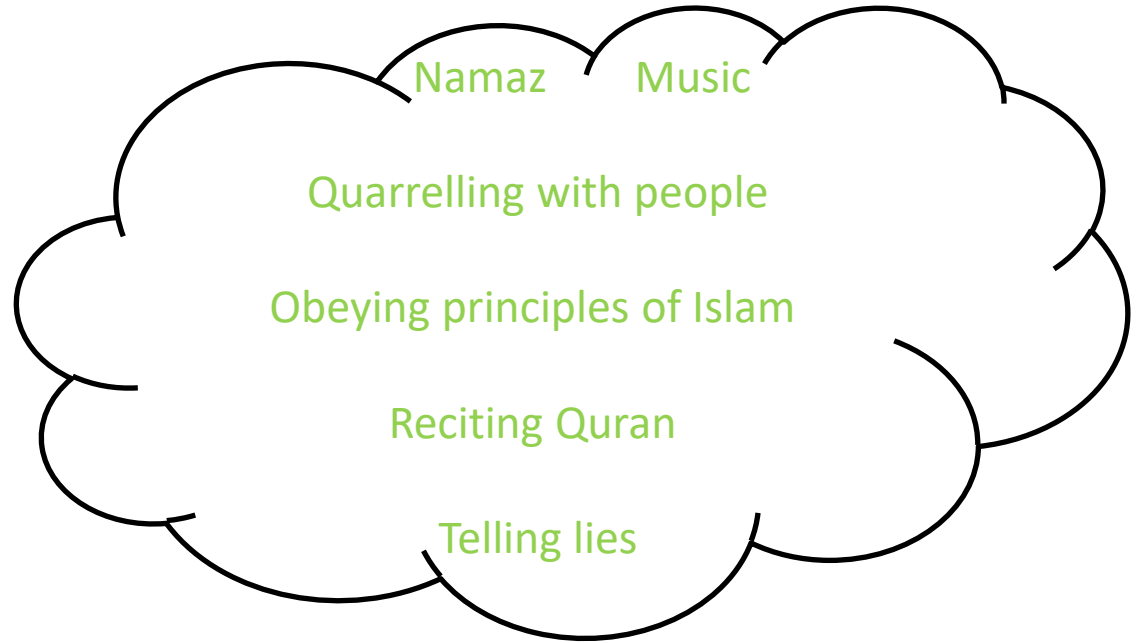 Namaz Music
Quarrelling with people
Obeying principles of Islam
Reciting Quran
Telling lies